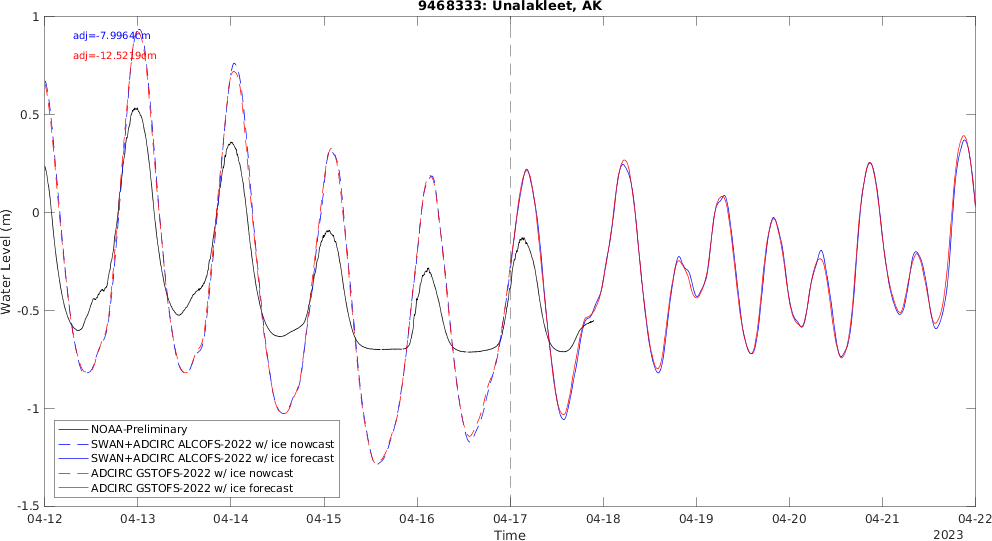 9468333: Unalakleet, AK
adj=-7.9964cm
adj=-12.5219cm
Water Level (m)
1
0.5
0
-0.5
-1
-1.5
NOAA-Preliminary
SWAN+ADCIRC ALCOFS-2022 w/ ice nowcast
SWAN+ADCIRC ALCOFS-2022 w/ ice forecast
ADCIRC GSTOFS-2022 w/ ice nowcast
ADCIRC GSTOFS-2022 w/ ice forecast
04-12 04-13 04-14 04-15 04-16 04-17 04-18 04-19 04-20 04-21 04-22
Time
2023